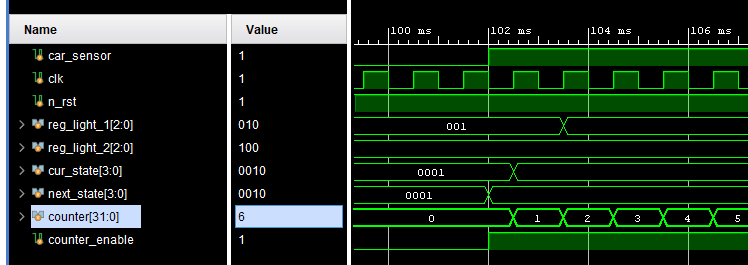 Name Value
100 ms 102 ms 104 ms 106 ms
car_sensor 1
clk 1
n_rst 1
reg_light_1[2:0] 010 001
reg_light_2[2:0] 100
cur_state[3:0] 0010 0001
next_state[3:0] 0010 0001
counter[31:0] 6 0 1 2 3 4 5
counter_enable 1